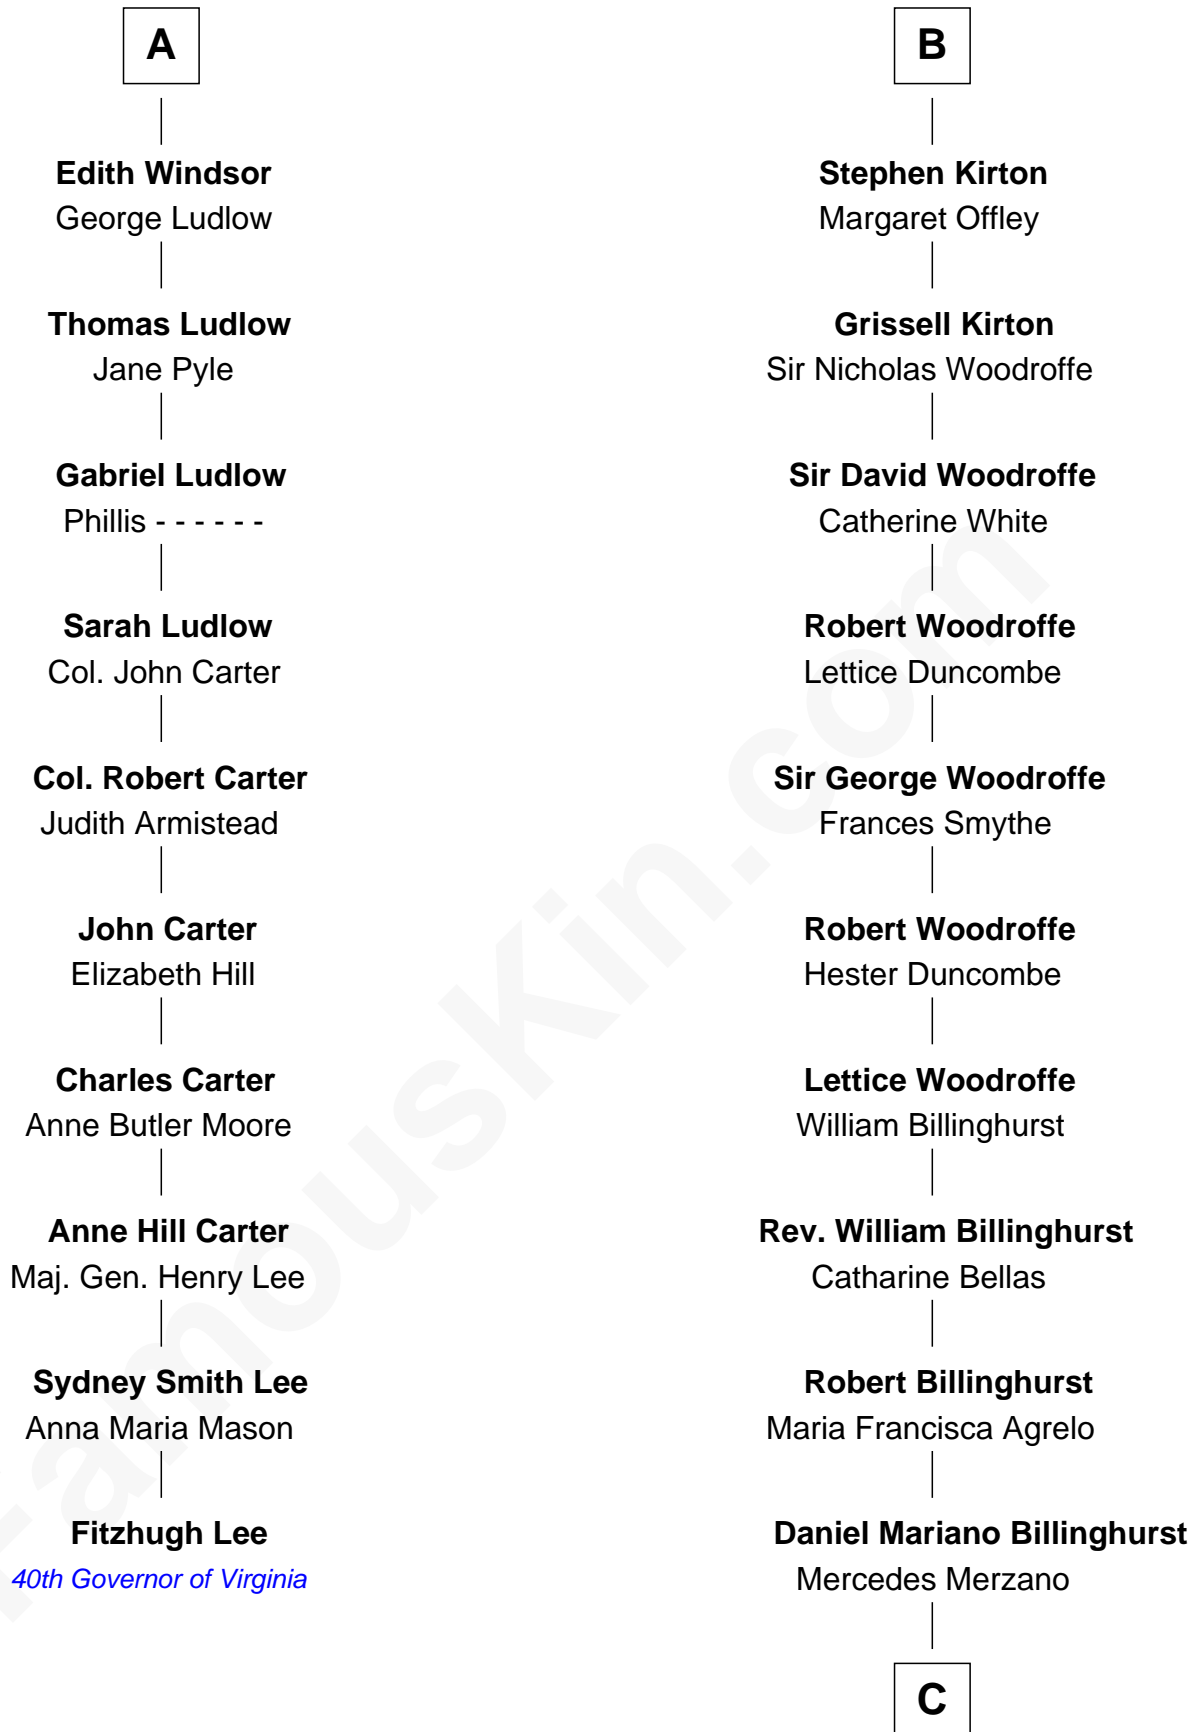 A
Edith Windsor
George Ludlow
Thomas Ludlow
Jane Pyle
Gabriel Ludlow
Phillis - - - - - -
Sarah Ludlow
Col. John Carter
Col. Robert Carter
Judith Armistead
John Carter
Elizabeth Hill
Charles Carter
Anne Butler Moore
Anne Hill Carter
Maj. Gen. Henry Lee
Sydney Smith Lee
Anna Maria Mason
Fitzhugh Lee
40th Governor of Virginia
B
Stephen Kirton
Margaret Offley
Grissell Kirton
Sir Nicholas Woodroffe
Sir David Woodroffe
Catherine White
Robert Woodroffe
Lettice Duncombe
Sir George Woodroffe
Frances Smythe
Robert Woodroffe
Hester Duncombe
Lettice Woodroffe
William Billinghurst
Rev. William Billinghurst
Catharine Bellas
Robert Billinghurst
Maria Francisca Agrelo
Daniel Mariano Billinghurst
Mercedes Merzano
C
FamousKin.com